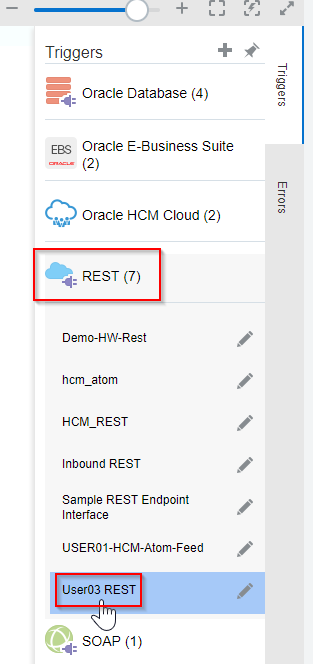 Triggers
Oracle Database (4)
EBS
ORACLE
Oracle E-Business Suite
(2)
Oracle HCM Cloud (2)
REST (7)
Demo-HW-Rest
hcm_atom
HCM_REST
Inbound REST
Sample REST Endpoint
Interface
USER01-HCM-Atom-Feed
User03 REST
SOAP (1)
Triggers
Errors